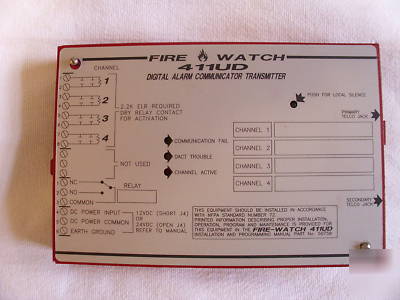 FIRE WATCH
411UD
DIGITAL ALARM COMMUNICATOR TRANSMITTER
CHANNEL
1
2
3
4
2.2K ELR REQUIRED
DRY RELAY CONTACT
FOR ACTIVATION
PUSH FOR LOCAL SILENCE
PRIMARY
TELCO JACK
COMMUNICATION FAIL
DACT TROUBLE
CHANNEL ACTIVE
CHANNEL 1
CHANNEL 2
CHANNEL 3
CHANNEL 4
NOT USED
NC
NO
COMMON
RELAY
SECONDARY
TELCO JACK
DC POWER INPUT
DC POWER COMMON
EARTH GROUND
12VDC (SHORT J4)
OR
24VDC (OPEN J4)
REFER TO MANUAL
THIS EQUIPMENT SHOULD BE INSTALLED IN ACCORDANCE
WITH NFPA STANDARD NUMBER 72.
PRINTED INFORMATION DESCRIBING PROPER INSTALLATION,
OPERATION, PROGRAM AND MAINTENANCE IS PROVIDED FOR
THIS EQUIPMENT IN THE FIRE-WATCH 411UD
INSTALLATION AND PROGRAMMING MANUAL PART No